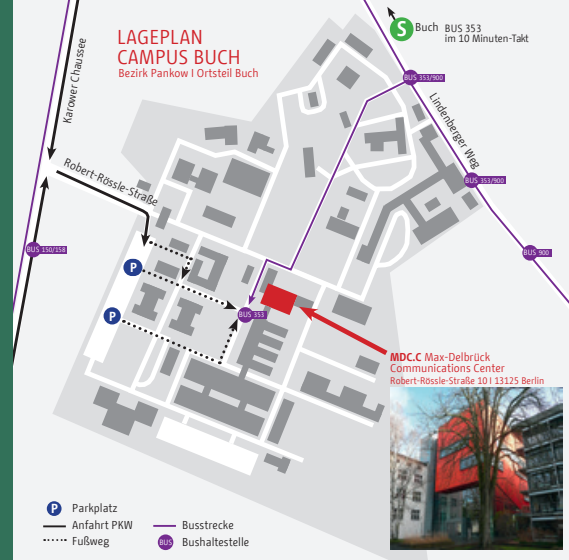 LAGEPLAN
CAMPUS BUCH
Bezirk Pankow I Ortsteil Buch
S Buch BUS 353
im 10 Minuten-Takt
Karower Chaussee
BUS 353/900
Lindenberger Weg
Robert-Rössle-Straße
BUS 353/900
BUS 150/158
BUS 900
P
P
BUS 353
MDC.C Max-Delbrück
Communications Center
Robert-Rössle-Straße 10 I 13125 Berlin
P Parkplatz
Anfahrt PKW
Fußweg
Busstrecke
BUS Bushaltestelle